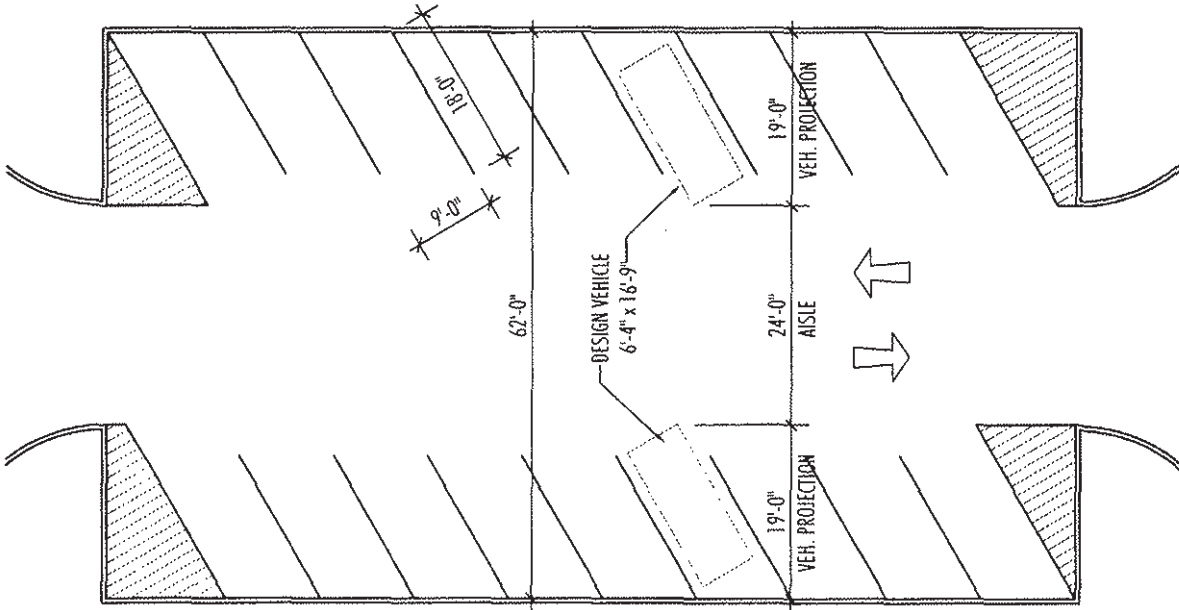 18'-0"
9'-0"
62'-0"
DESIGN VEHICLE
6'-4" x 16'-9"
19'-0"
VEH. PROJECTION
24'-0"
AISLE
19'-0"
VEH. PROJECTION